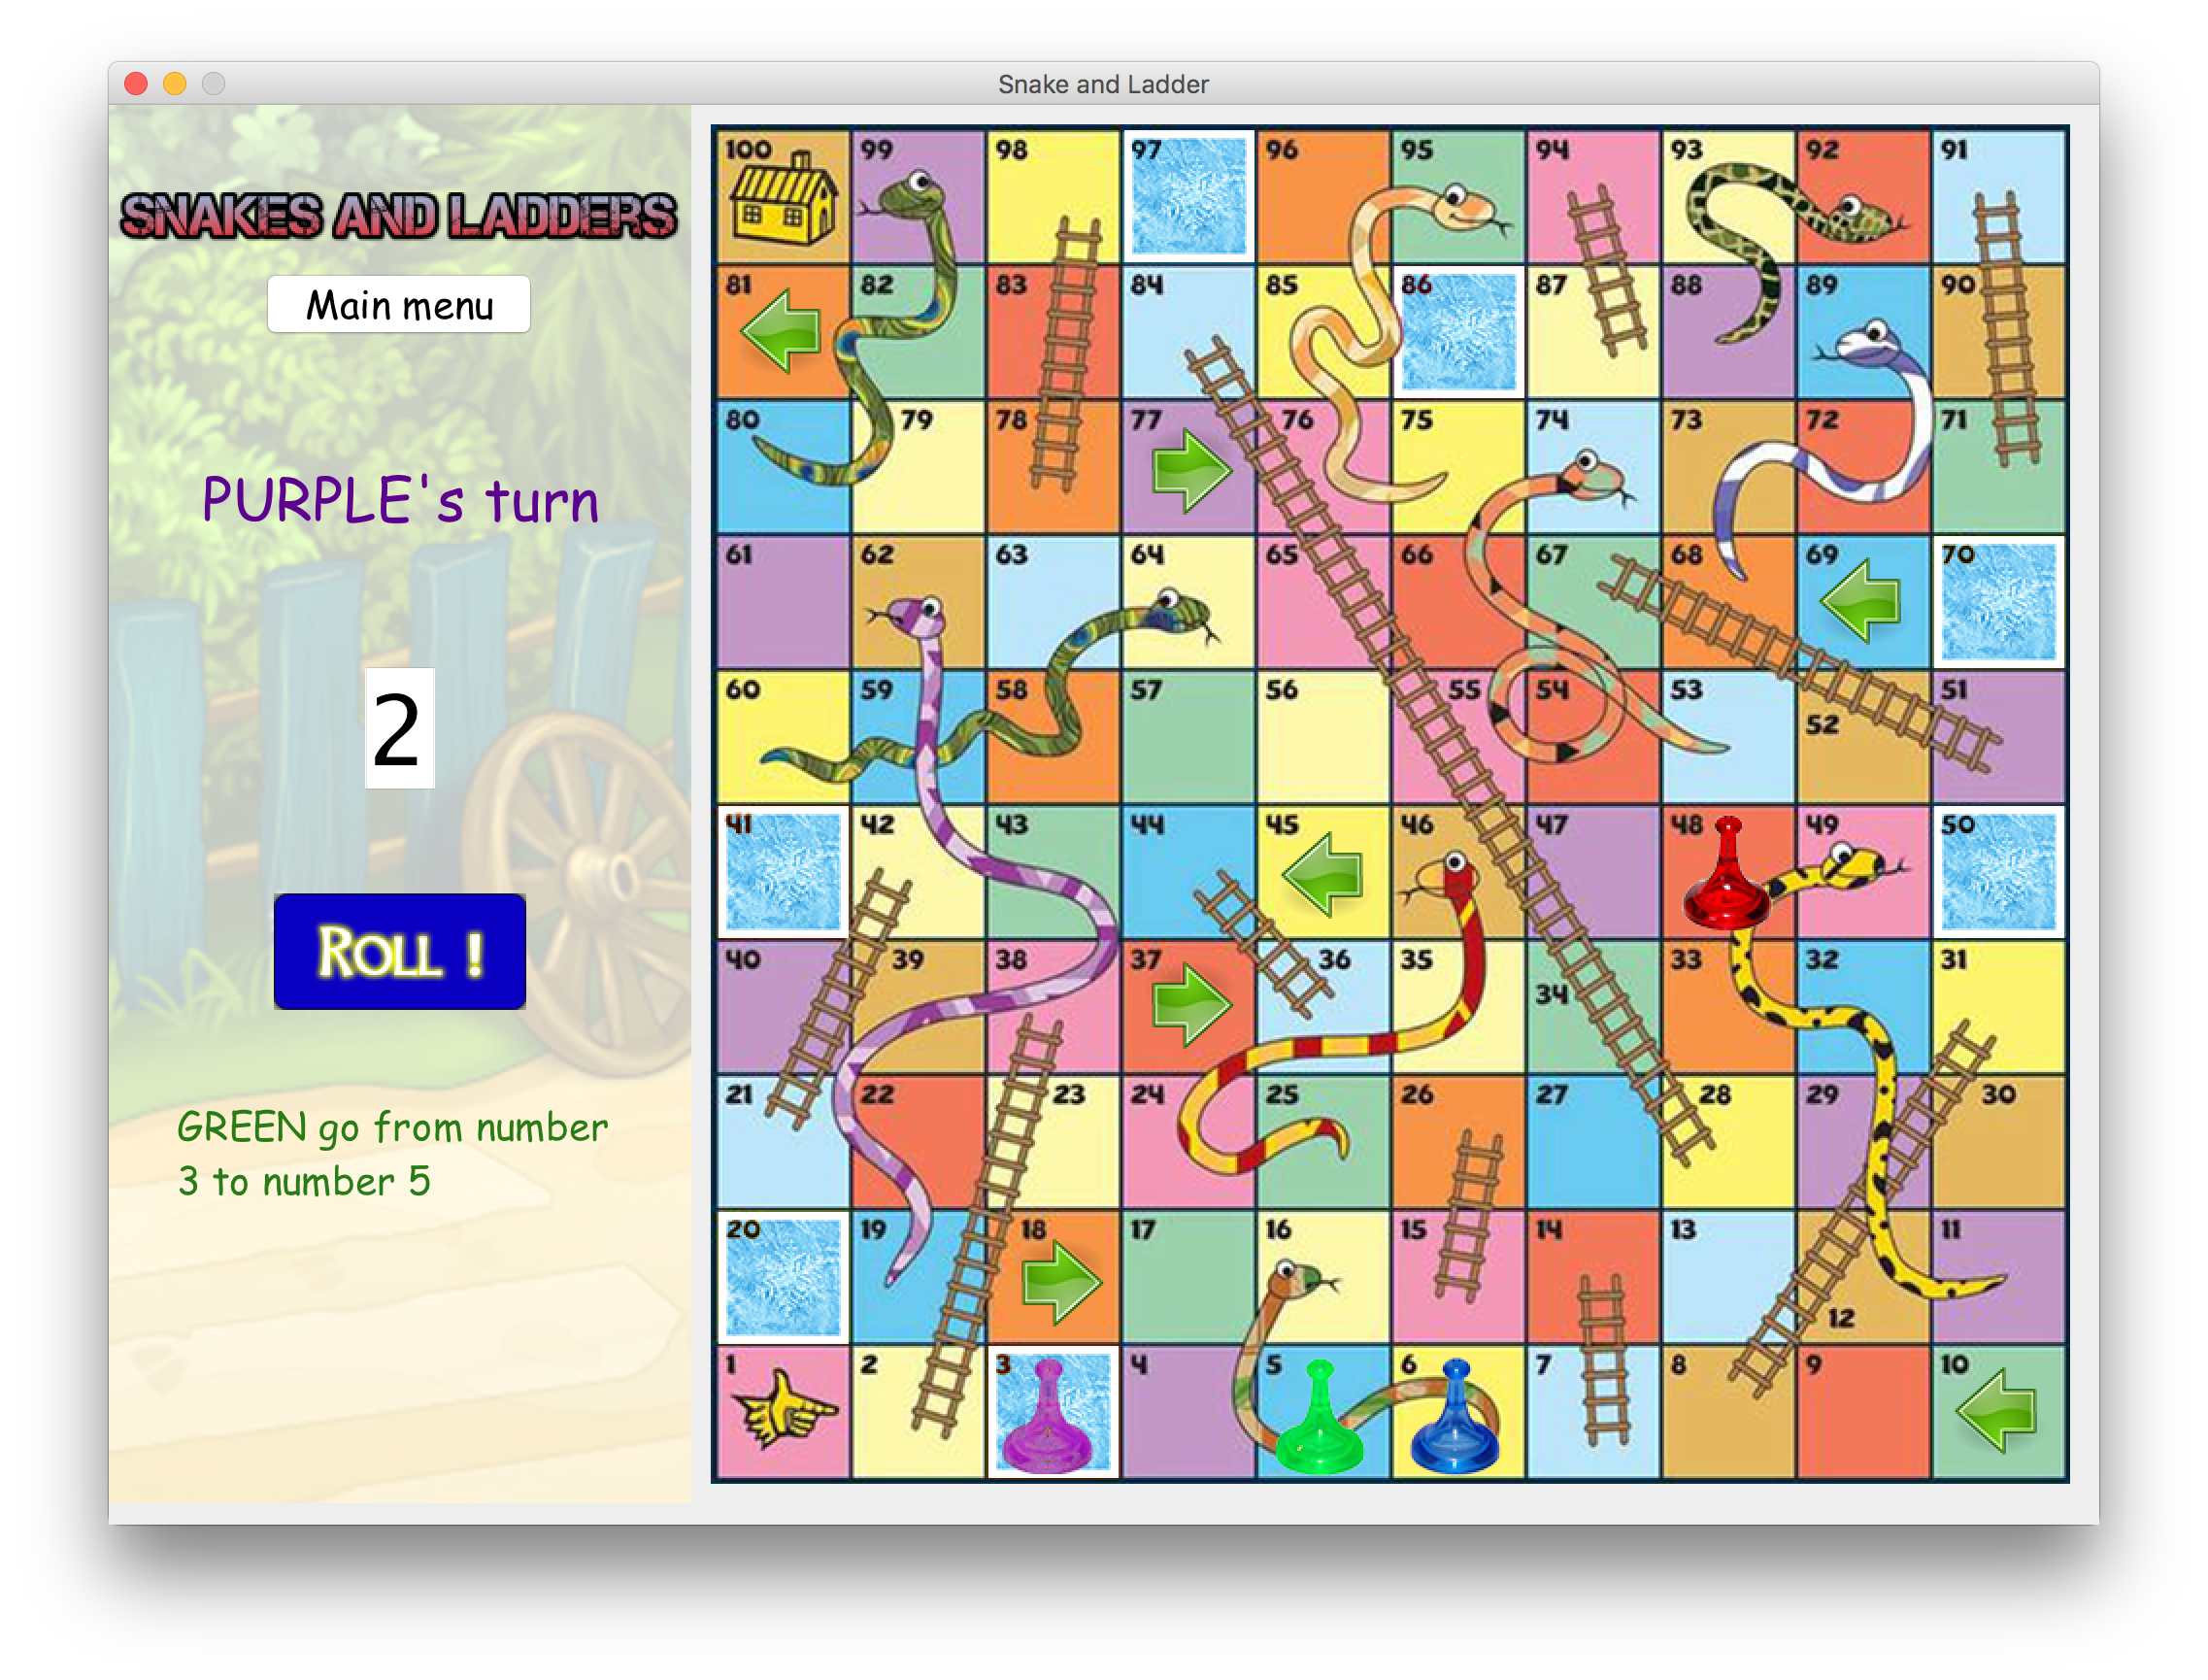 Snake and Ladder
SNAKES AND LADDERS
Main menu
PURPLE's turn
2
ROLL !
GREEN go from number
3 to number 5
100 99 98 97 96 95 94 93 92 91
81 82 83 84 85 86 87 88 89 90
80 79 78 77 76 75 74 73 72 71
61 62 63 64 65 66 67 68 69 70
60 59 58 57 56 55 54 53 52 51
41 42 43 44 45 46 47 48 49 50
40 39 38 37 36 35 34 33 32 31
21 22 23 24 25 26 27 28 29 30
20 19 18 17 16 15 14 13 12 11
1 2 3 4 5 6 7 8 9 10